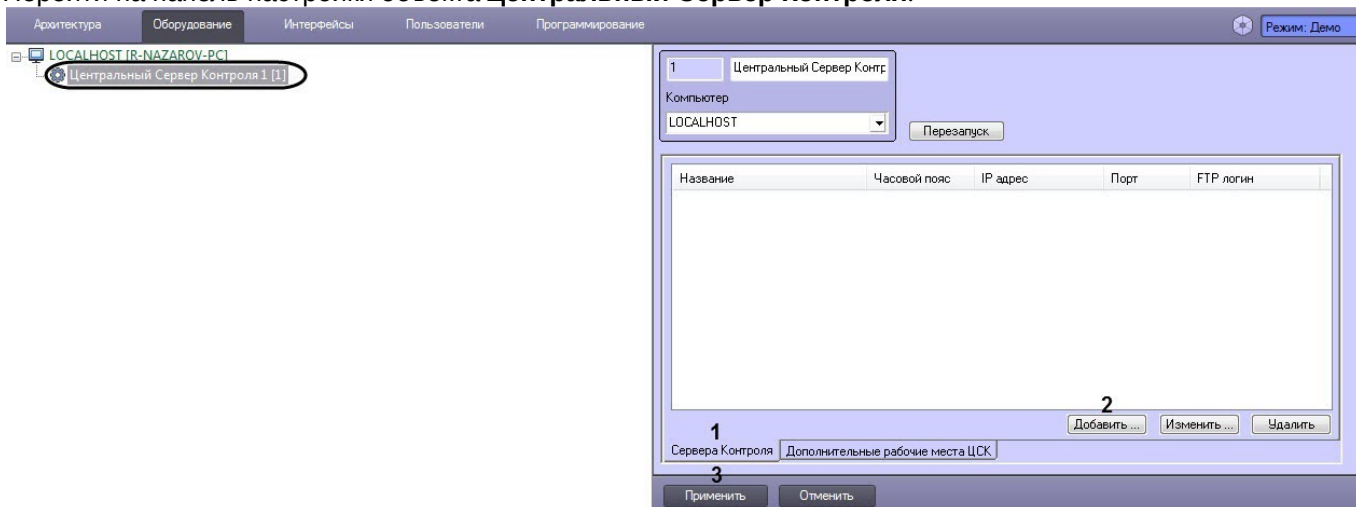 Перейти на панель настройки объекта Центральный Сервер Контроля.
Архитектура Оборудование Интерфейсы Пользователи Программирование Режим: Демо
LOCALHOST [R-NAZAROV-PC]
Центральный Сервер Контроля 1 [1]
1 Центральный Сервер Контр
Компьютер
LOCALHOST
Перезапуск
Название Часовой пояс IP адрес Порт FTP логин
2
Добавить ... Изменить ... Удалить
1
Сервера Контроля Дополнительные рабочие места ЦСК
3
Применить Отменить